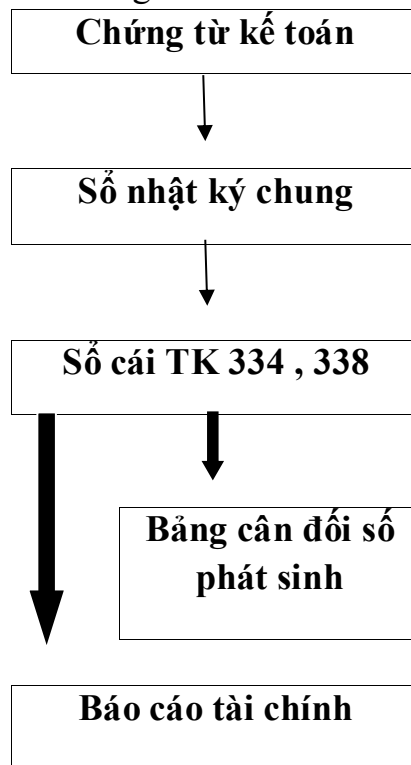 Chứng từ kế toán
Sổ nhật ký chung
Sổ cái TK 334 , 338
Bảng cân đối số
phát sinh
Báo cáo tài chính